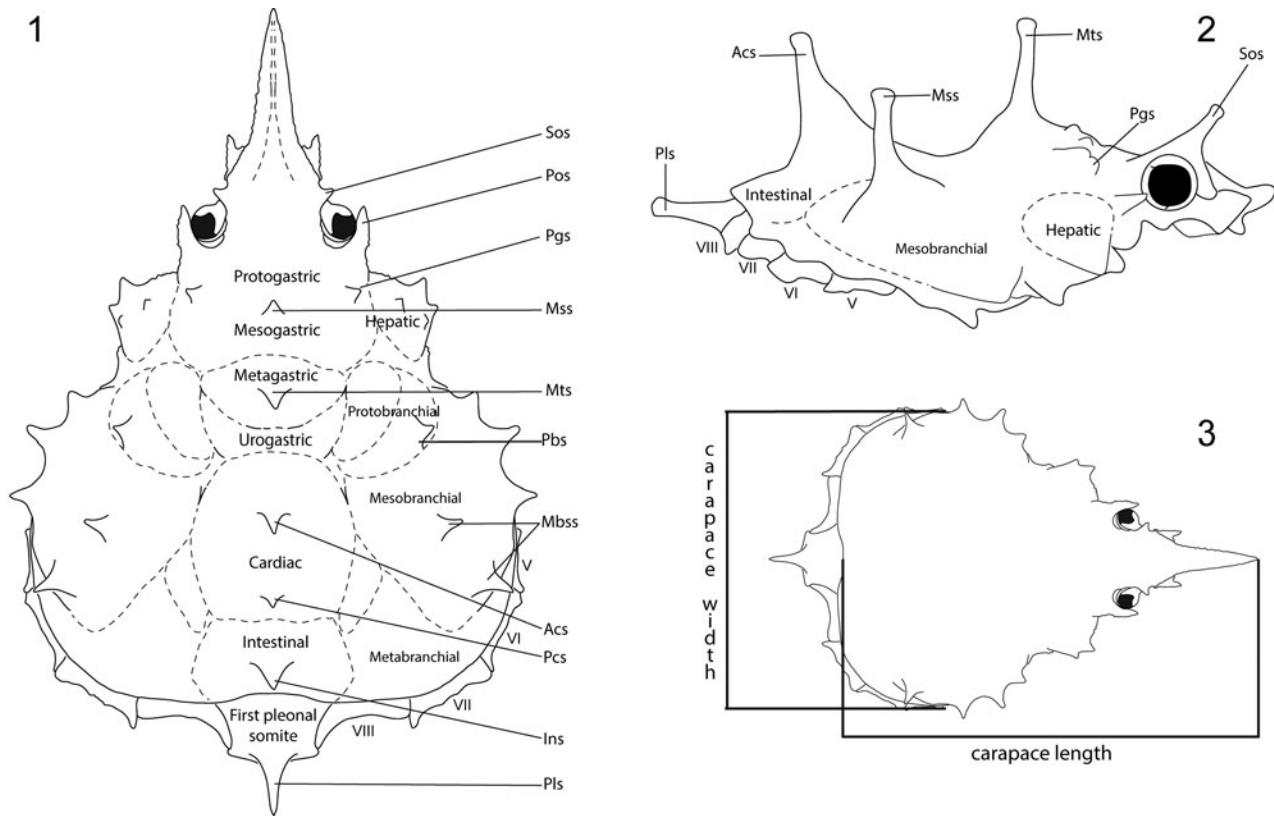 1
Sos
Pos
Pgs
Protogastric
Mss
Hepatic
Mesogastric
Metagastric
Mts
Protobranchial
Urogastric
Pbs
Mesobranchial
Mbss
V
Cardiac
Acs
VI
Intestinal
Metabranchial
Pcs
VII
First pleonal
somite
VIII
Ins
Pls
2
Acs
Mts
Sos
Mss
Pgs
Pls
Intestinal
Hepatic
Mesobranchial
VIII
VII
VI
V
3
carapace width
carapace length